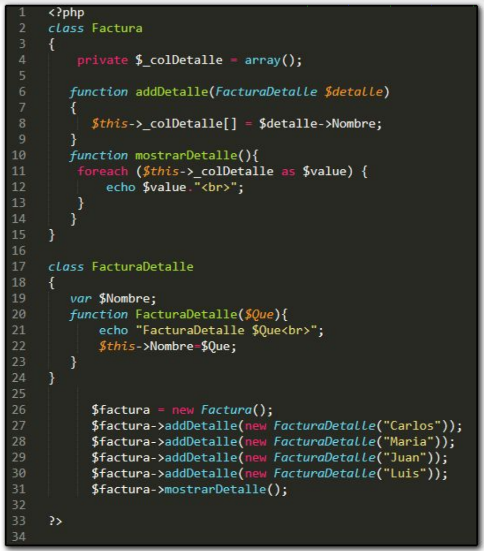 1 <?php
2 class Factura
3 {
4     private $_colDetalle = array();
5
6    function addDetalle(FacturaDetalle $detalle)
7    {
8       $this->_colDetalle[] = $detalle->Nombre;
9    }
10    function mostrarDetalle(){
11     foreach ($this->_colDetalle as $value) {
12         echo $value."<br>";
13     }
14    }
15 }
16
17 class FacturaDetalle
18 {
19    var $Nombre;
20    function FacturaDetalle($Que){
21        echo "FacturaDetalle $Que<br>";
22        $this->Nombre=$Que;
23    }
24 }
25
26       $factura = new Factura();
27       $factura->addDetalle(new FacturaDetalle("Carlos"));
28       $factura->addDetalle(new FacturaDetalle("Maria"));
29       $factura->addDetalle(new FacturaDetalle("Juan"));
30       $factura->addDetalle(new FacturaDetalle("Luis"));
31       $factura->mostrarDetalle();
32
33 ?>
34